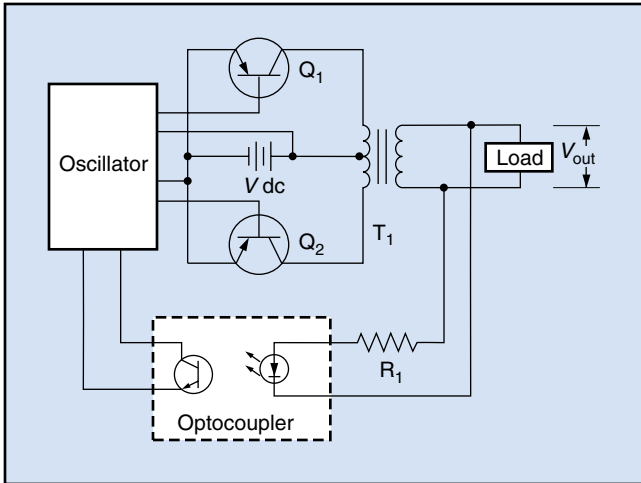 Q1
Oscillator
V dc
Load
Vout
T1
Q2
R1
Optocoupler